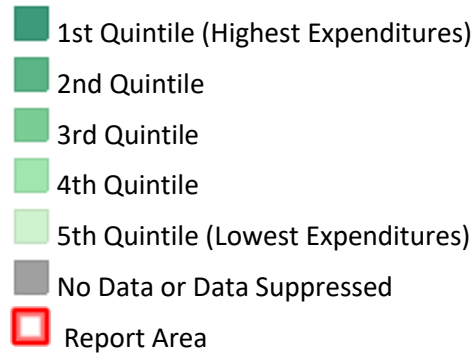 1st Quintile (Highest Expenditures)
2nd Quintile
3rd Quintile
4th Quintile
5th Quintile (Lowest Expenditures)
No Data or Data Suppressed
Report Area